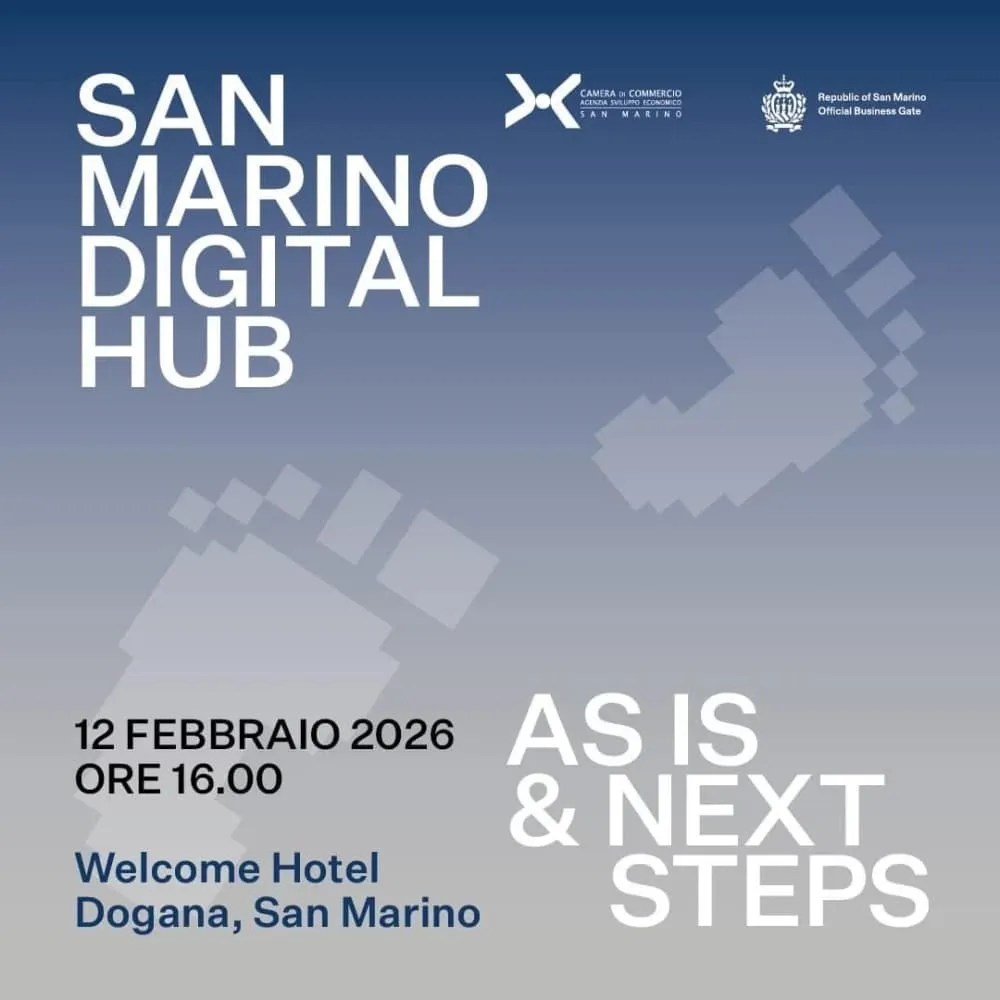 SAN
MARINO
DIGITAL
HUB
CAMERA DI COMMERCIO
AGENZIA SVILUPPO ECONOMICO
SAN MARINO
Republic of San Marino
Official Business Gate
12 FEBBRAIO 2026
ORE 16.00
Welcome Hotel
Dogana, San Marino
AS IS
& NEXT
STEPS